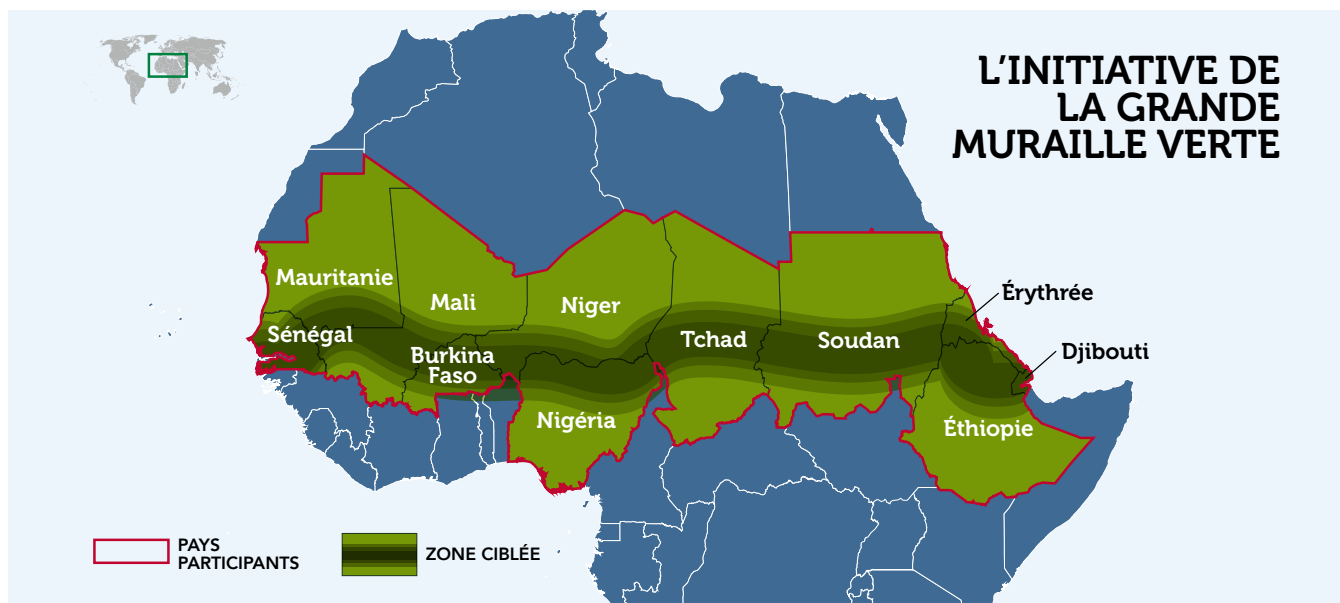 L'INITIATIVE DE
LA GRANDE
MURAILLE VERTE
Mauritanie
Mali
Niger
Érythrée
Sénégal
Tchad
Soudan
Djibouti
Burkina
Faso
Nigéria
Éthiopie
PAYS
PARTICIPANTS
ZONE CIBLÉE